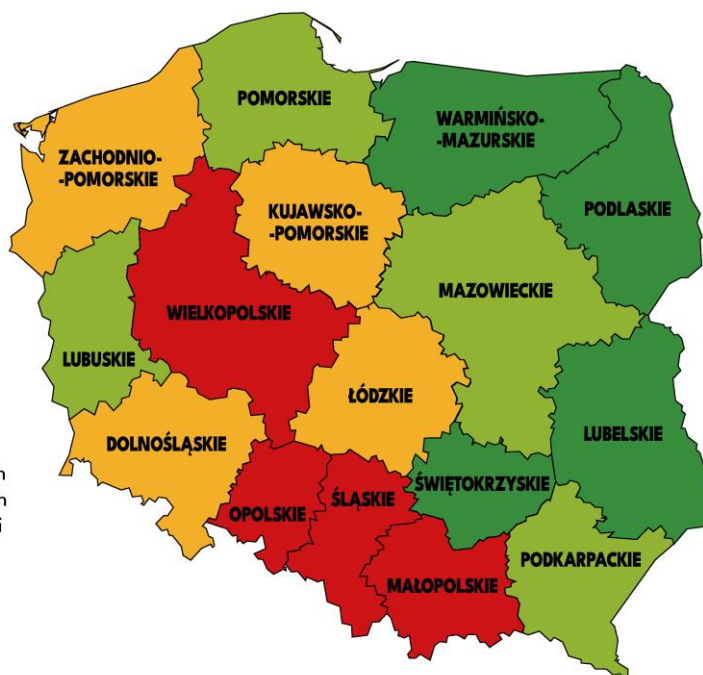 POMORSKIE
WARMIŃSKO-
-MAZURSKIE
ZACHODNIO-
-POMORSKIE
KUJAWSKO-
-POMORSKIE
PODLASKIE
MAZOWIECKIE
WIELKOPOLSKIE
LUBUSKIE
ŁÓDZKIE
DOLNOŚLĄSKIE
LUBELSKIE
ŚWIĘTOKRZYSKIE
OPOLSKIE
ŚLĄSKIE
PODKARPACKIE
MAŁOPOLSKIE